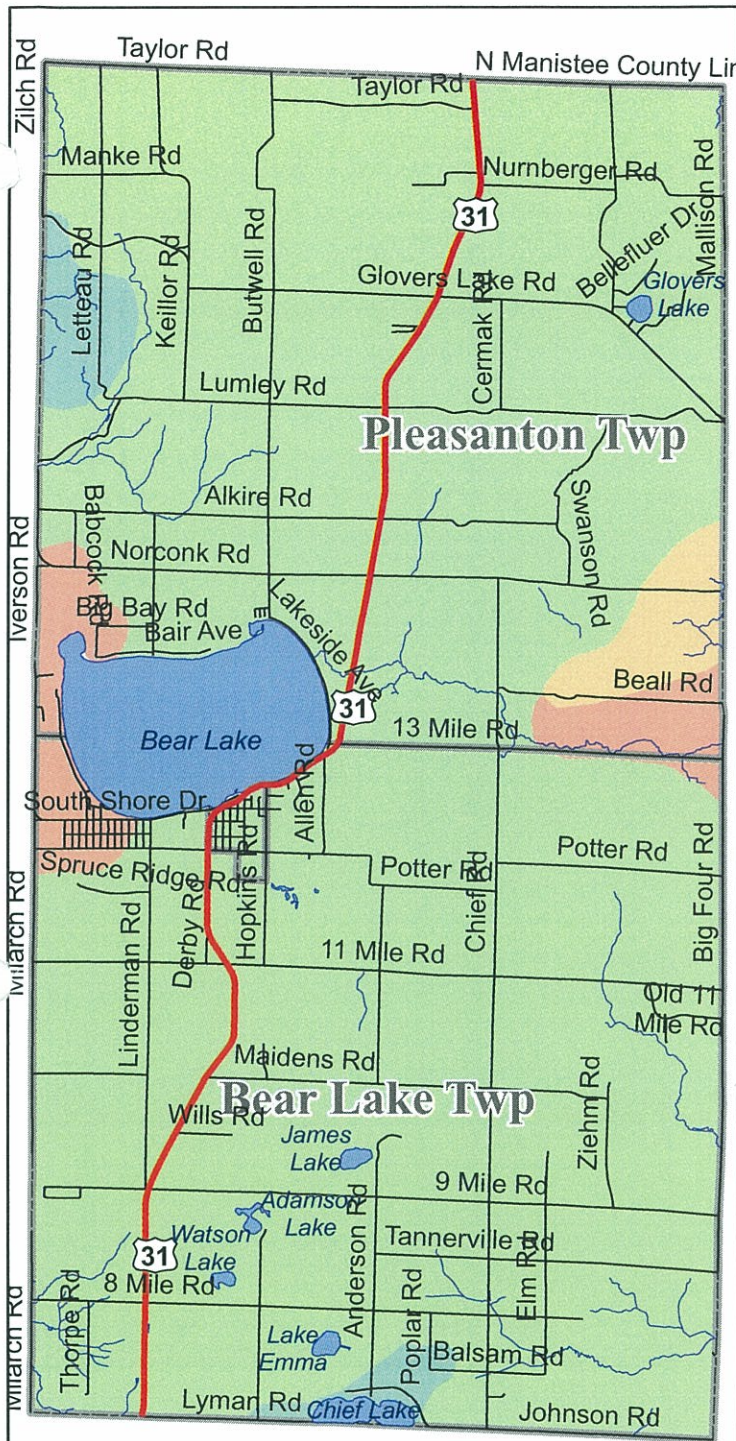 Taylor Rd
N Manistee County Lin
Zilch Rd
Taylor Rd
Manke Rd
Nurnberger Rd
31
Mallison Rd
Bellefluer Dr
Letteau Rd
Keillor Rd
Butwell Rd
Glovers Lake Rd
Glovers
Lake
Cermak Rd
Lumley Rd
Pleasanton Twp
Alkire Rd
Swanson Rd
Babcock Rd
Norconk Rd
Iverson Rd
Big Bay Rd
Bair Ave
E
Lakeside Ave
Beall Rd
31
13 Mile Rd
Bear Lake
Allen Rd
South Shore Dr
Potter Rd
Spruce Ridge Rd
Potter Rd
Hopkins Rd
Derby Rd
Chief Rd
Big Four Rd
Milarch Rd
Linderman Rd
11 Mile Rd
Old 11
Mile Rd
Maidens Rd
Bear Lake Twp
Wills Rd
Ziehm Rd
James
Lake
9 Mile Rd
Adamson
Lake
Anderson Rd
Tannerville Rd
Watson
Lake
31
8 Mile Rd
Elm Rd
Thorpe Rd
Poplar Rd
Milarch Rd
Lake
Emma
Balsam Rd
Lyman Rd
Chief Lake
Johnson Rd